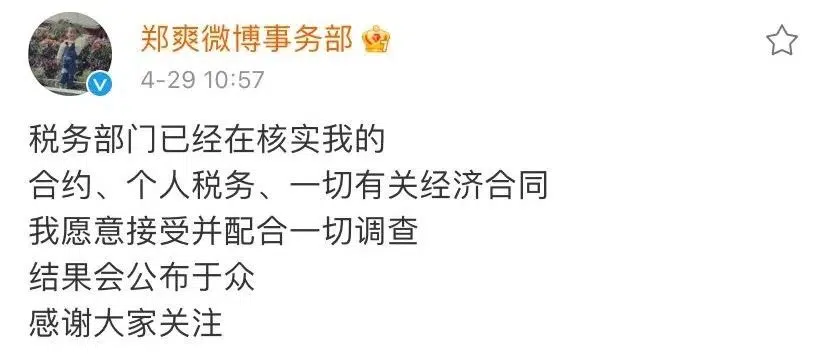 郑爽微博事务部
4-29 10:57
税务部门已经在核实我的
合约、个人税务、一切有关经济合同
我愿意接受并配合一切调查
结果会公布于众
感谢大家关注